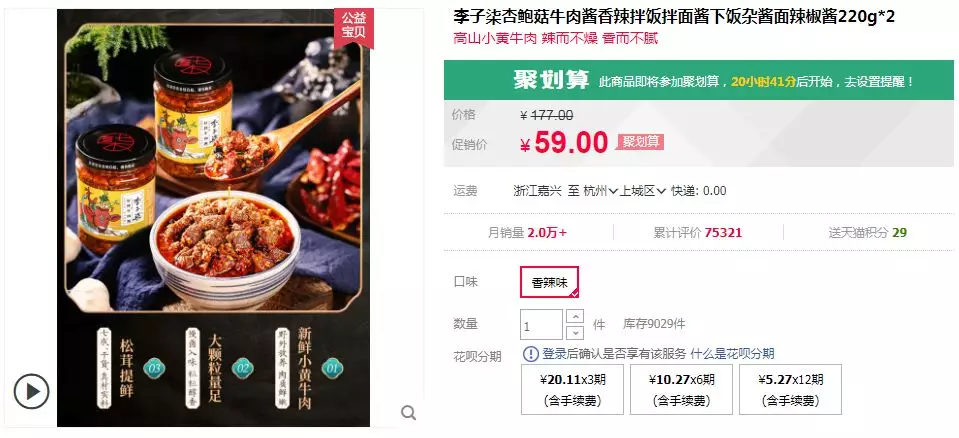 公益
宝贝
李子柒
新鲜小黄牛肉
野外放养 肉质鲜嫩
01
大颗粒量足
慢卤入味 粒粒醇香
02
松茸提鲜
七成干货 真材实料
03
李子柒杏鲍菇牛肉酱香辣拌饭拌面酱下饭杂酱面辣椒酱220g*2
高山小黄牛肉 辣而不燥 香而不腻
聚划算 此商品即将参加聚划算，20小时41分后开始，去设置提醒！
价格 ¥ 177.00
促销价 ¥ 59.00 聚划算
运费 浙江嘉兴 至 杭州 上城区 快递: 0.00
月销量 2.0万+ 累计评价 75321 送天猫积分 29
口味 香辣味
数量 1 件 库存9029件
花呗分期 登录后确认是否享有该服务 什么是花呗分期
¥20.11x3期 ¥10.27x6期 ¥5.27x12期
(含手续费) (含手续费) (含手续费)